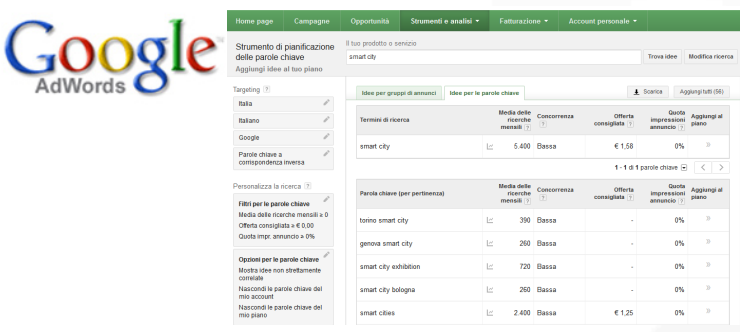 Google™
AdWords
Home page Campagne Opportunità Strumenti e analisi Fatturazione Account personale
Strumento di pianificazione
delle parole chiave
Aggiungi idee al tuo piano
Il tuo prodotto o servizio
smart city Trova idee Modifica ricerca
Targeting ?
Italia
Italiano
Google
Parole chiave a
corrispondenza inversa
Personalizza la ricerca ?
Filtri per le parole chiave
Media delle ricerche mensili ≥ 0
Offerta consigliata ≥ € 0,00
Quota impr. annuncio ≥ 0%
Opzioni per le parole chiave
Mostra idee non strettamente
correlate
Nascondi le parole chiave del
mio account
Nascondi le parole chiave del
mio piano
Idee per gruppi di annunci Idee per le parole chiave Scarica Aggiungi tutti (56)
Termini di ricerca Media delle ricerche mensili ? Concorrenza ? Offerta consigliata ? Quota impressioni annuncio ? Aggiungi al piano
smart city 5.400 Bassa € 1,58 0% »
1 - 1 di 1 parole chiave < >
Parola chiave (per pertinenza) Media delle ricerche mensili ? Concorrenza ? Offerta consigliata ? Quota impressioni annuncio ? Aggiungi al piano
torino smart city 390 Bassa - 0% »
genova smart city 260 Bassa - 0% »
smart city exhibition 720 Bassa - 0% »
smart city bologna 260 Bassa - 0% »
smart cities 2.400 Bassa € 1,25 0% »